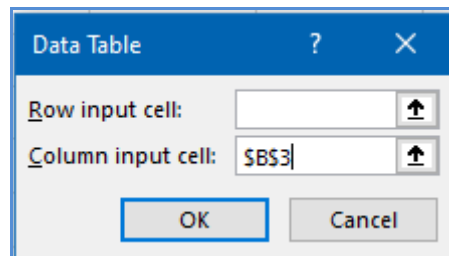 Data Table ? ×
Row input cell:
Column input cell: $B$3
OK Cancel